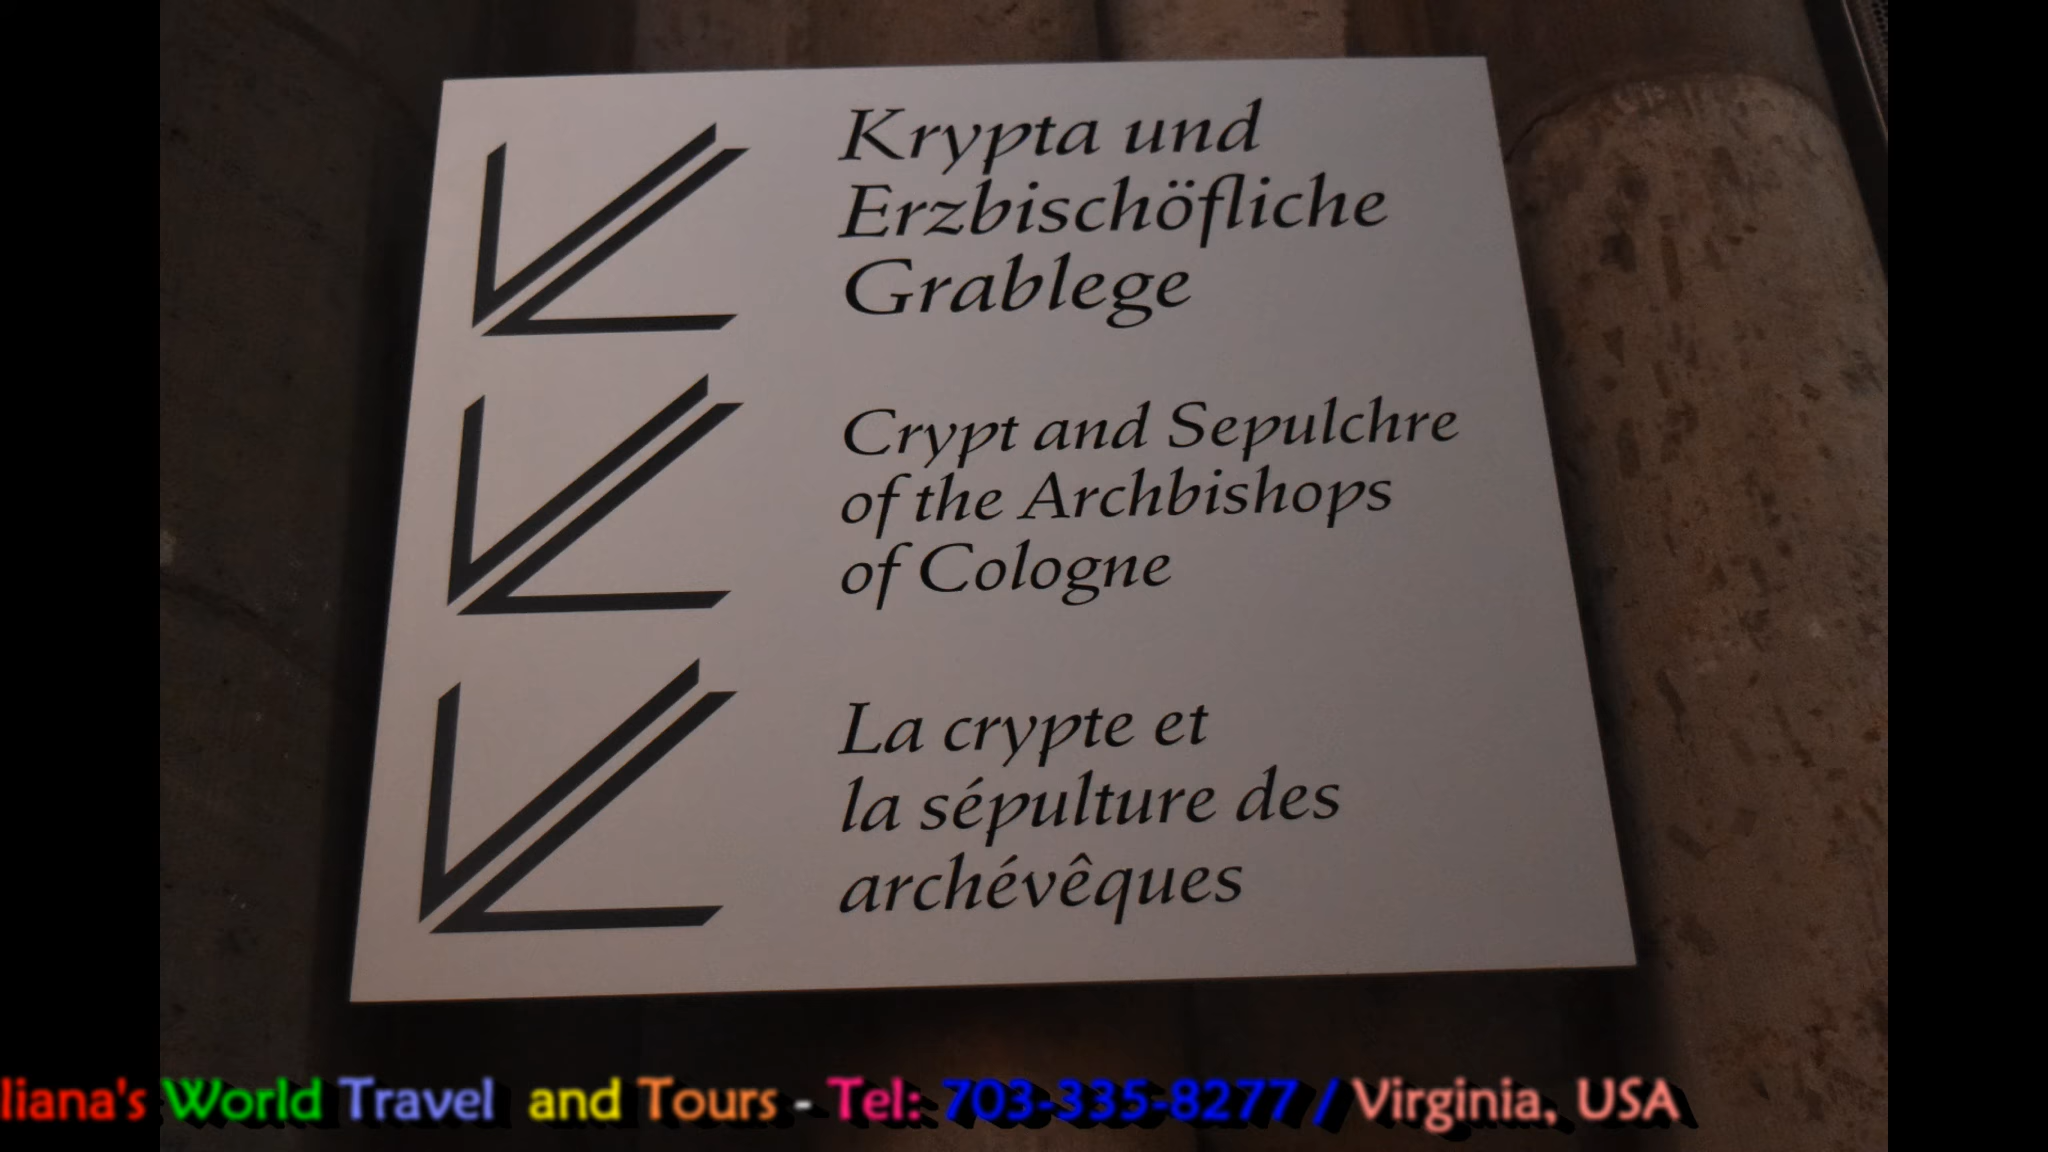 Krypta und
Erzbischöfliche
Grablege
Crypt and Sepulchre
of the Archbishops
of Cologne
La crypte et
la sépulture des
archévêques
World Travel and Tours - Tel: 703-335-8277 / Virginia, USA